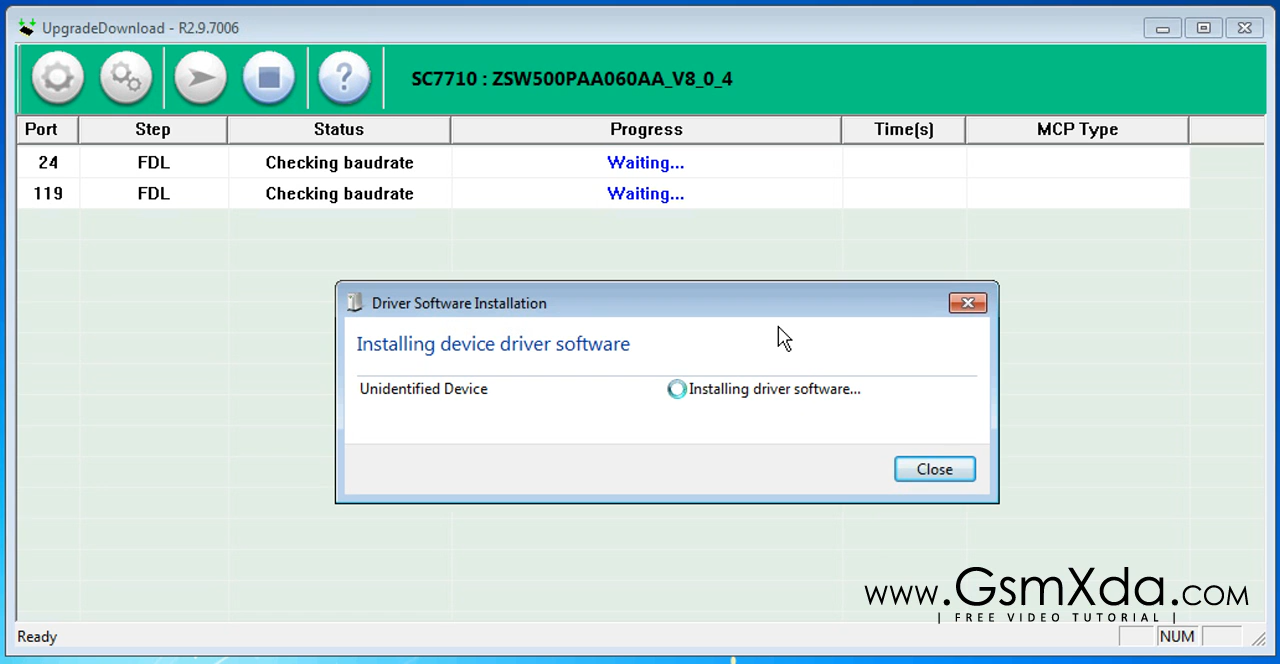 UpgradeDownload - R2.9.7006
SC7710 : ZSW500PAA060AA_V8_0_4
Port Step Status Progress Time(s) MCP Type
24 FDL Checking baudrate Waiting...
119 FDL Checking baudrate Waiting...
Driver Software Installation
Installing device driver software
Unidentified Device Installing driver software...
Close
www.GsmXda.com
| FREE VIDEO TUTORIAL |
Ready NUM